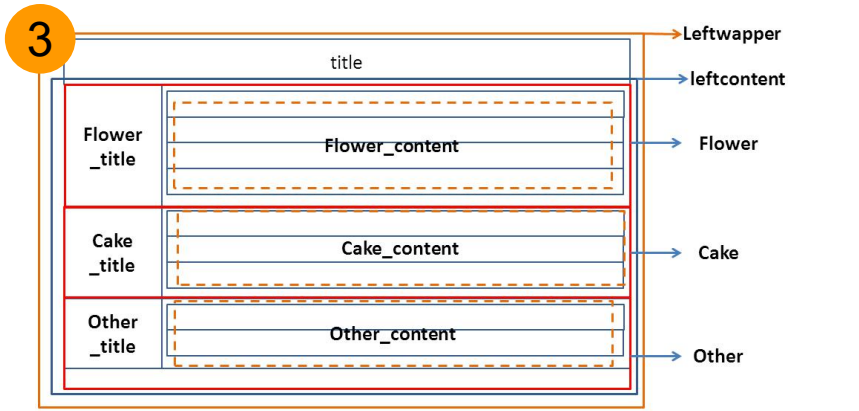 3
Leftwapper
title
leftcontent
Flower
_title
Flower_content
Flower
Cake
_title
Cake_content
Cake
Other
_title
Other_content
Other